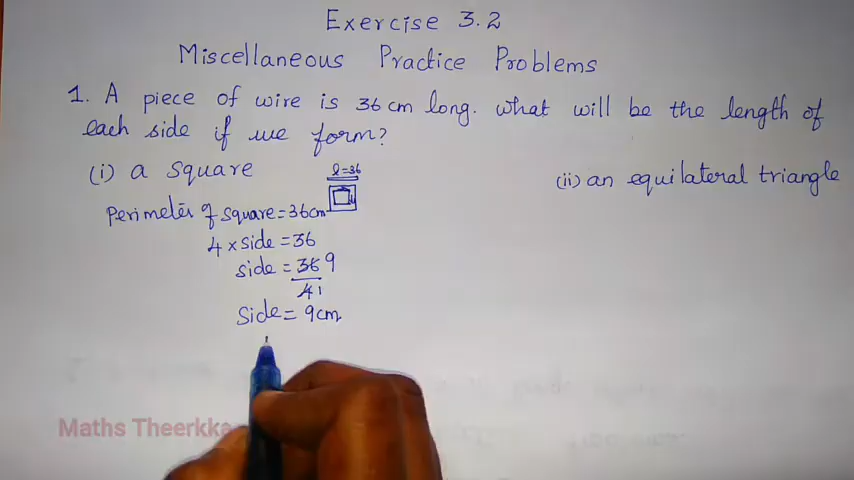 Exercise 3.2
Miscellaneous Practice Problems
1. A piece of wire is 36 cm long. what will be the length of
each side if we form?
(i) a square
l=36
(ii) an equilateral triangle
Perimeter of square = 36cm
4 × side = 36
side = 36 9
4 1
Side = 9cm
Maths Theerkka